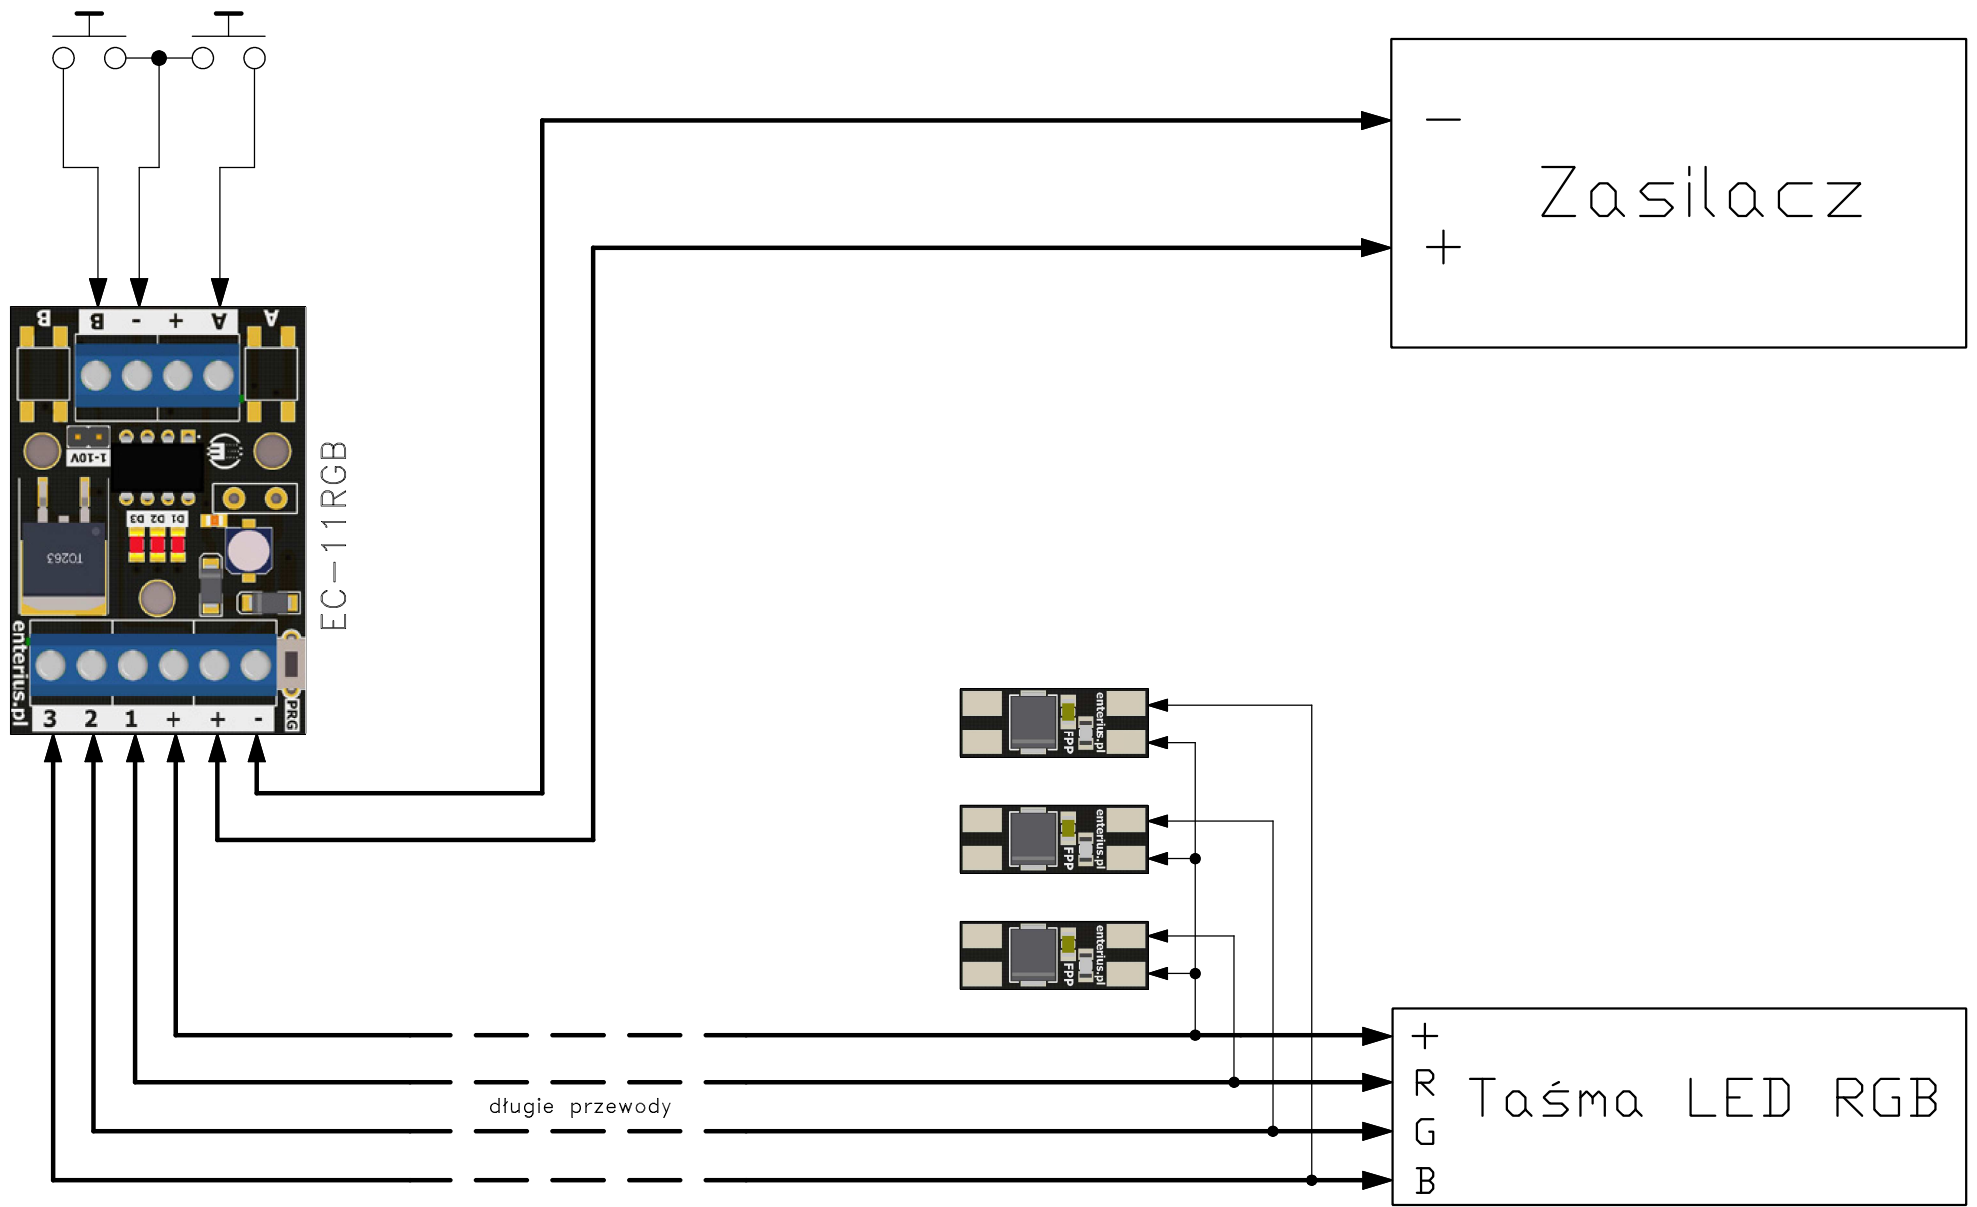 B - + A
B A
1-10V
D3 D2 D1
TO263
enterius.pl
3 2 1 + + -
PRG
EC-11RGB
−
+
Zasilacz
enterius.pl
FPP
enterius.pl
FPP
enterius.pl
FPP
długie przewody
+
R
G
B
Taśma LED RGB